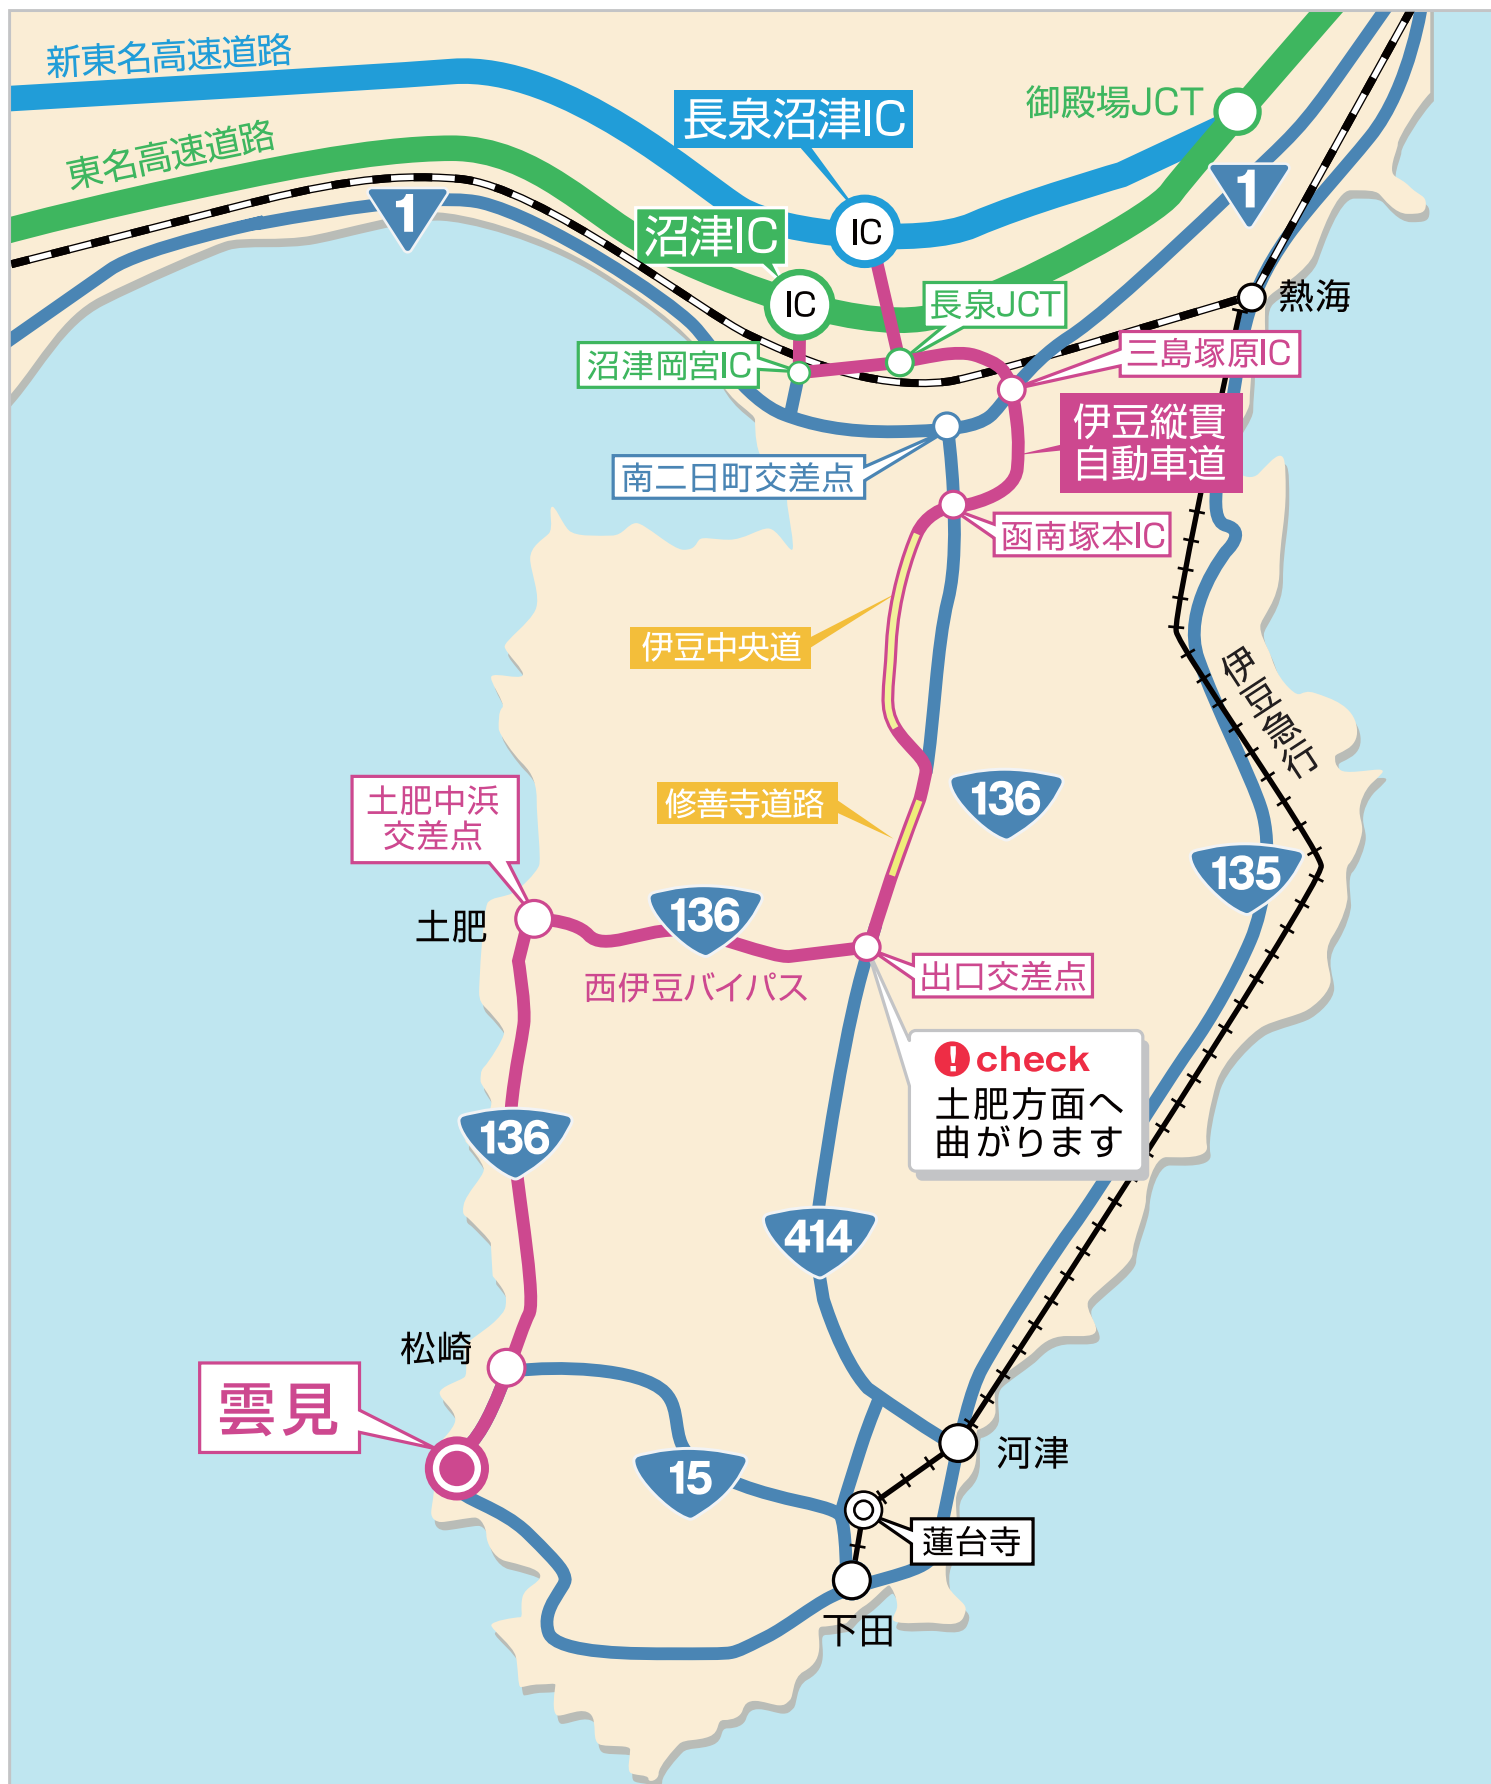 新東名高速道路
東名高速道路
長泉沼津IC
御殿場JCT
1
1
沼津IC
IC
IC
長泉JCT
熱海
沼津岡宮IC
三島塚原IC
伊豆縦貫
自動車道
南二日町交差点
函南塚本IC
伊豆中央道
伊豆急行
修善寺道路
136
土肥中浜
交差点
135
136
土肥
西伊豆バイパス
出口交差点
! check
土肥方面へ
曲がります
136
414
松崎
雲見
15
河津
蓮台寺
下田